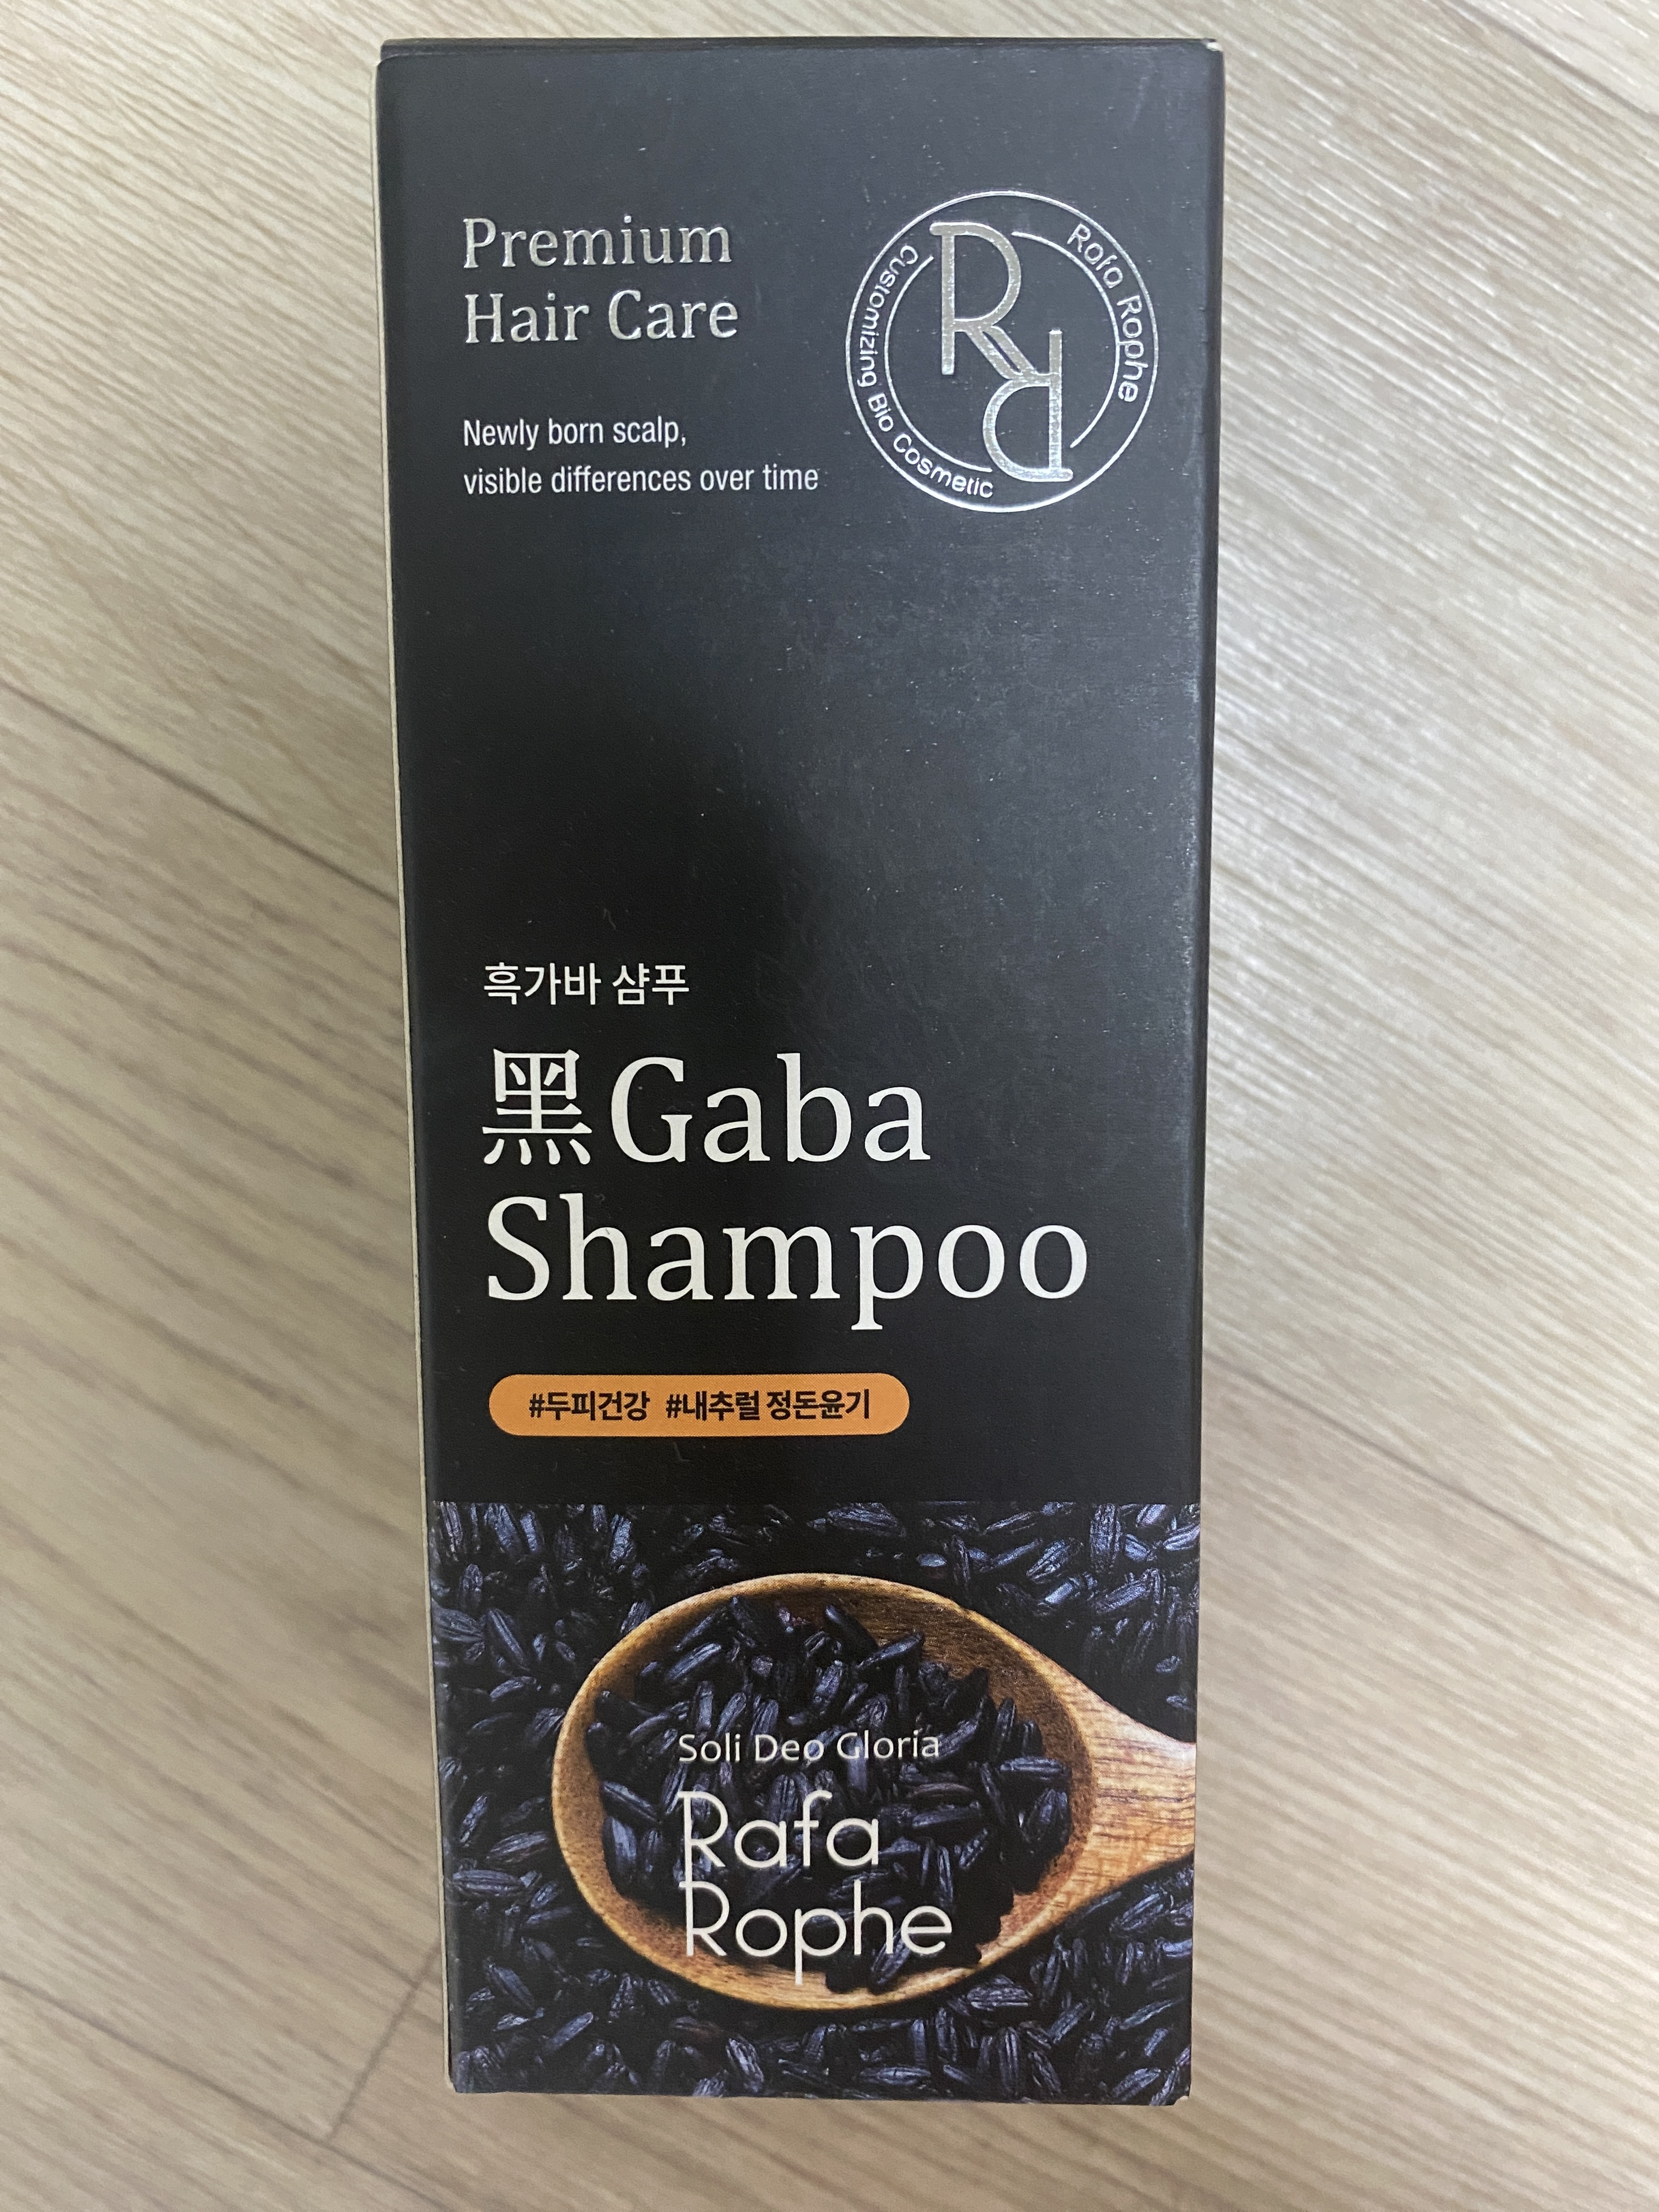 Premium
Hair Care
Newly born scalp,
visible differences over time
Rafa Rophe
Customizing Bio Cosmetic
RR
흑가바 샴푸
黑Gaba
Shampoo
#두피건강 #내추럴 정돈윤기
Soli Deo Gloria
Rafa
Rophe